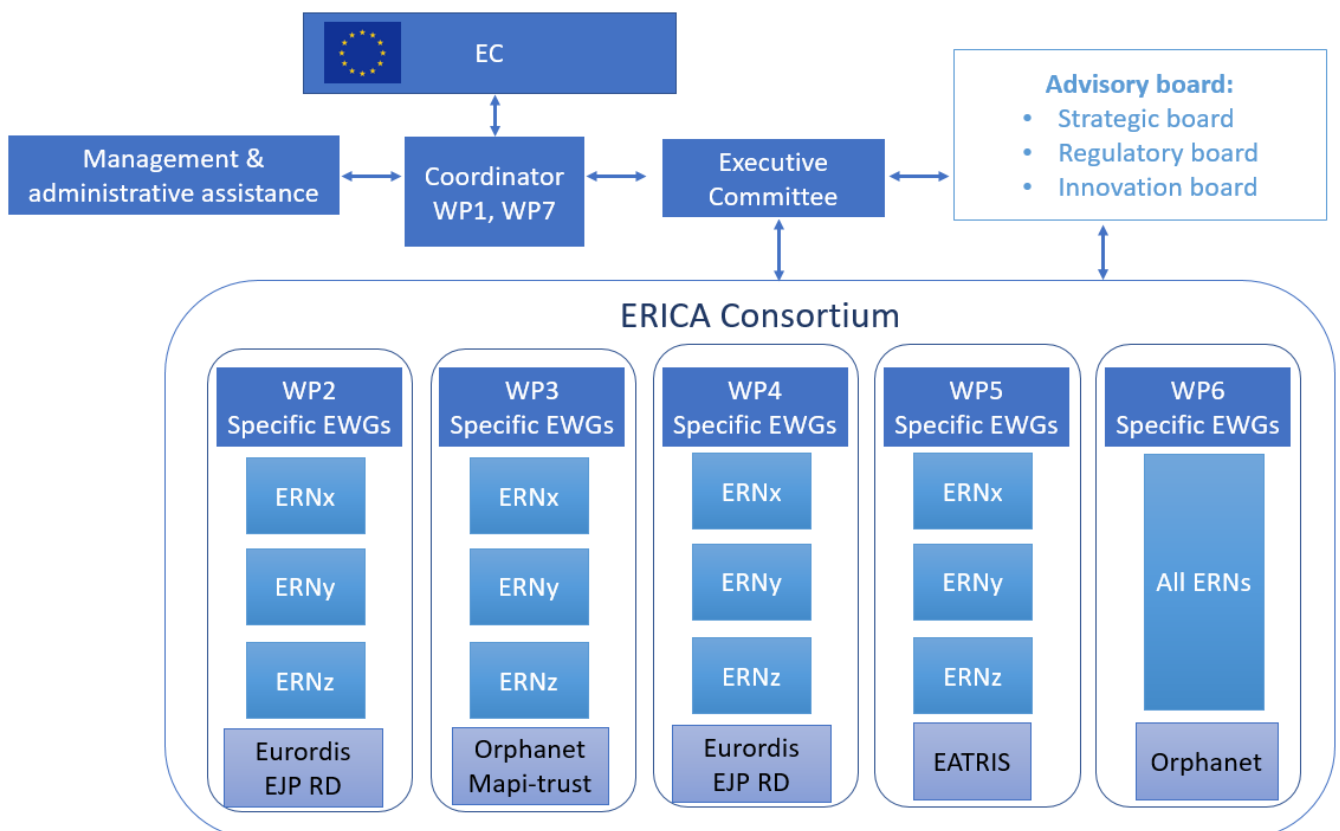 EC
Management &
administrative assistance
Coordinator
WP1, WP7
Executive
Committee
Advisory board:
• Strategic board
• Regulatory board
• Innovation board
ERICA Consortium
WP2
Specific EWGs
ERNx
ERNy
ERNz
Eurordis
EJP RD
WP3
Specific EWGs
ERNx
ERNy
ERNz
Orphanet
Mapi-trust
WP4
Specific EWGs
ERNx
ERNy
ERNz
Eurordis
EJP RD
WP5
Specific EWGs
ERNx
ERNy
ERNz
EATRIS
WP6
Specific EWGs
All ERNs
Orphanet